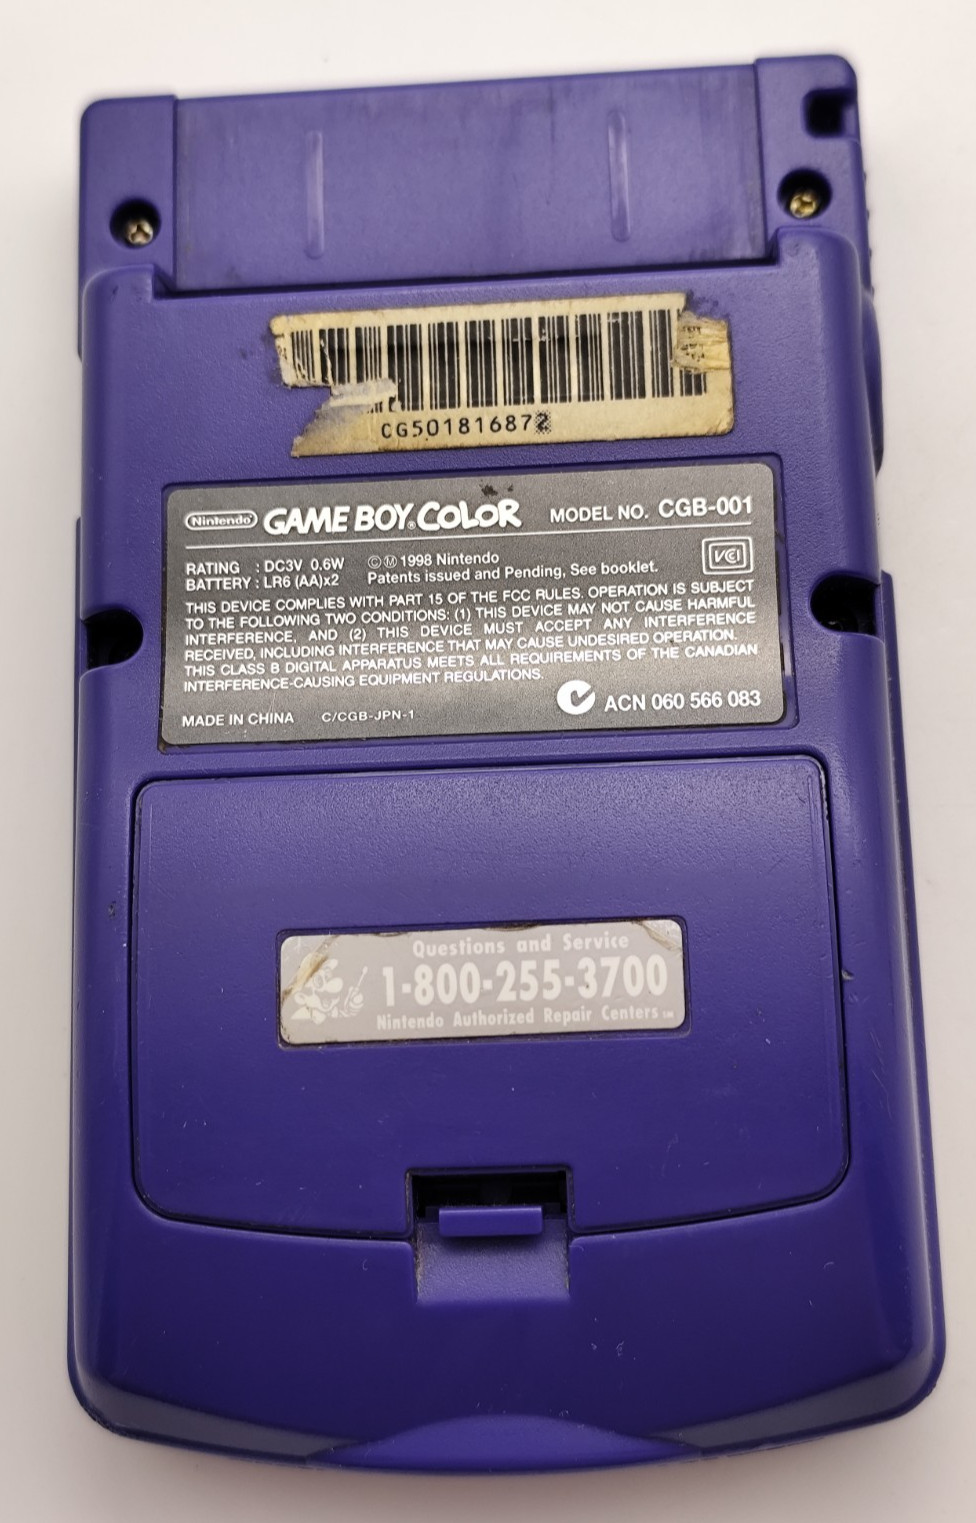 CG501816872
Nintendo GAME BOY® COLOR MODEL NO. CGB-001
RATING : DC3V 0.6W
BATTERY : LR6 (AA)x2
©Ⓜ 1998 Nintendo
Patents issued and Pending, See booklet.
VCI
THIS DEVICE COMPLIES WITH PART 15 OF THE FCC RULES. OPERATION IS SUBJECT
TO THE FOLLOWING TWO CONDITIONS: (1) THIS DEVICE MAY NOT CAUSE HARMFUL
INTERFERENCE, AND (2) THIS DEVICE MUST ACCEPT ANY INTERFERENCE
RECEIVED, INCLUDING INTERFERENCE THAT MAY CAUSE UNDESIRED OPERATION.
THIS CLASS B DIGITAL APPARATUS MEETS ALL REQUIREMENTS OF THE CANADIAN
INTERFERENCE-CAUSING EQUIPMENT REGULATIONS.
MADE IN CHINA C/CGB-JPN-1 ACN 060 566 083
Questions and Service
1-800-255-3700
Nintendo Authorized Repair Centers℠